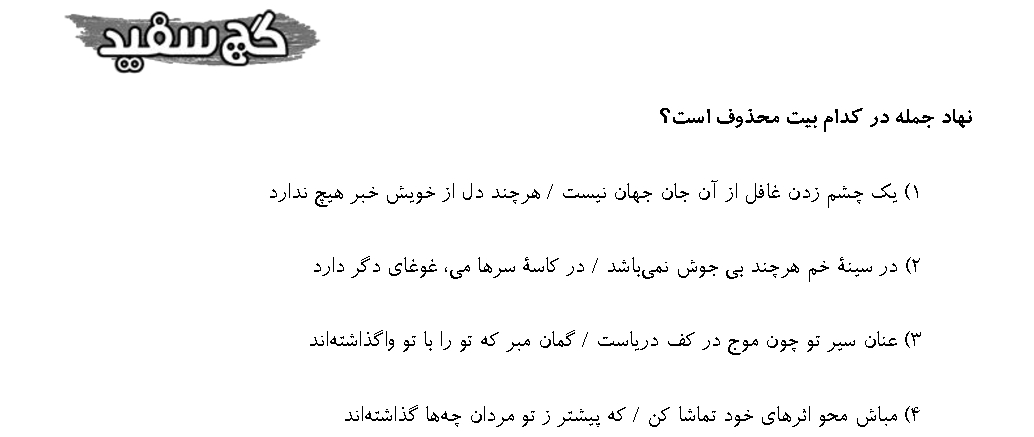 گچ سفید
نهاد جمله در کدام بیت محذوف است؟
۱) یک چشم زدن غافل از آن جان جهان نیست / هرچند دل از خویش خبر هیچ ندارد
۲) در سینهٔ خم هرچند بی جوش نمی‌باشد / در کاسهٔ سرها می، غوغای دگر دارد
۳) عنان سیر تو چون موج در کف دریاست / گمان مبر که تو را با تو واگذاشته‌اند
۴) مباش محو اثرهای خود تماشا کن / که پیشتر ز تو مردان چه‌ها گذاشته‌اند